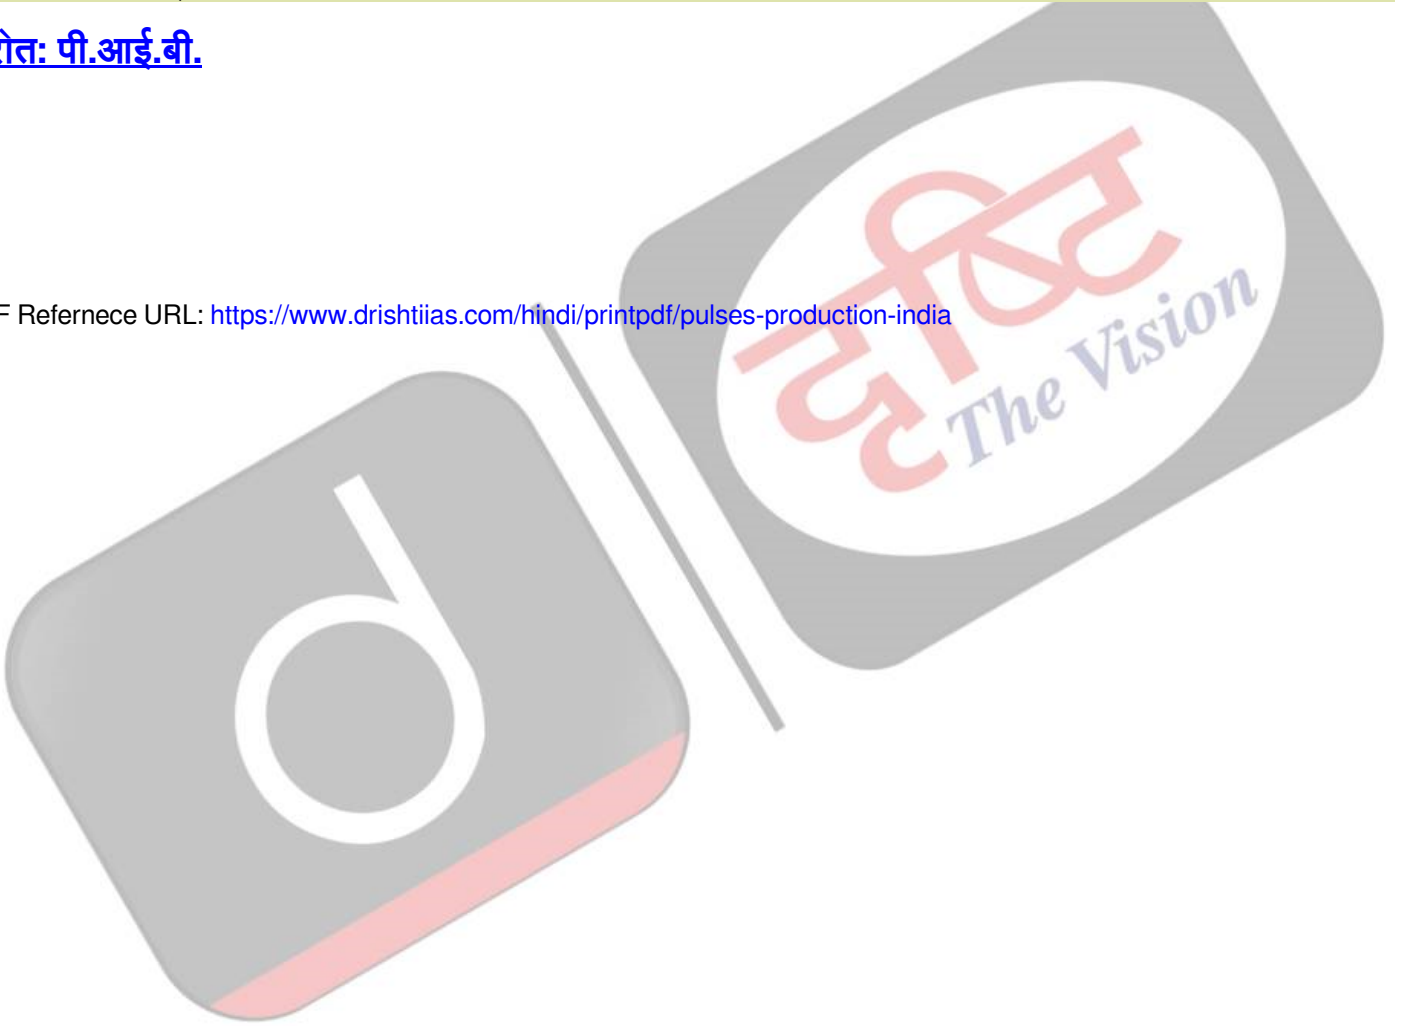 रोत: पी.आई.बी.
F Refernece URL: https://www.drishtiias.com/hindi/printpdf/pulses-production-india
दृष्टि
The Vision
d